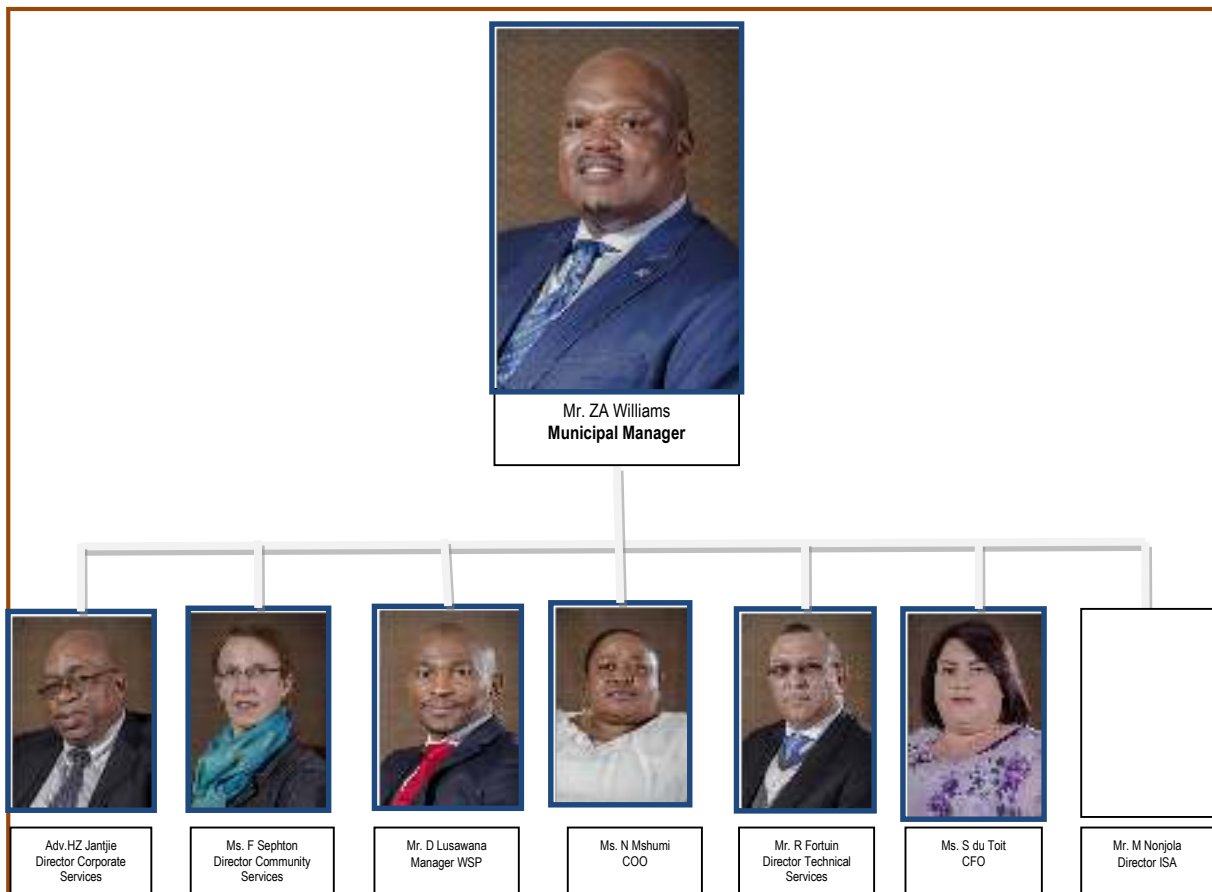 Mr. ZA Williams
Municipal Manager
Adv.HZ Jantjie
Director Corporate
Services
Ms. F Sephton
Director Community
Services
Mr. D Lusawana
Manager WSP
Ms. N Mshumi
COO
Mr. R Fortuin
Director Technical
Services
Ms. S du Toit
CFO
Mr. M Nonjola
Director ISA